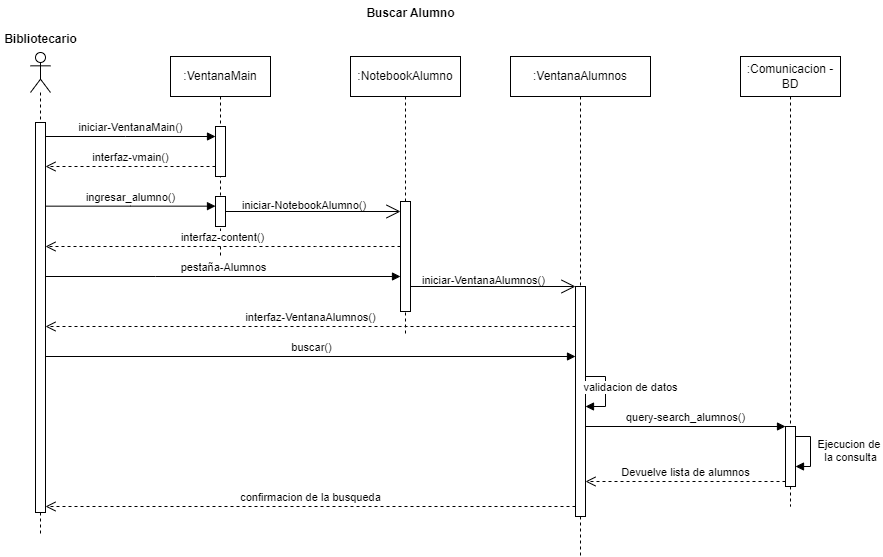 Buscar Alumno
Bibliotecario
:VentanaMain
:NotebookAlumno
:VentanaAlumnos
:Comunicacion -
BD
iniciar-VentanaMain()
interfaz-vmain()
ingresar_alumno()
iniciar-NotebookAlumno()
interfaz-content()
pestaña-Alumnos
iniciar-VentanaAlumnos()
interfaz-VentanaAlumnos()
buscar()
validacion de datos
query-search_alumnos()
Ejecucion de
la consulta
Devuelve lista de alumnos
confirmacion de la busqueda